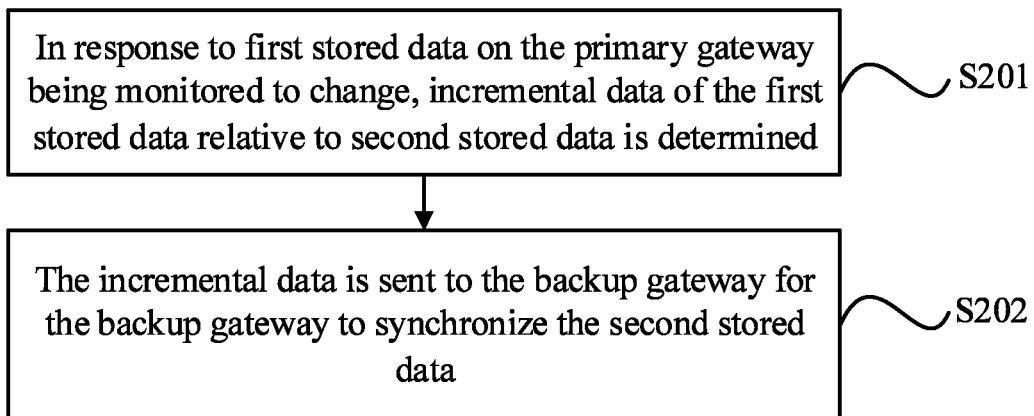 In response to first stored data on the primary gateway
being monitored to change, incremental data of the first
stored data relative to second stored data is determined
S201
The incremental data is sent to the backup gateway for
the backup gateway to synchronize the second stored
data
S202